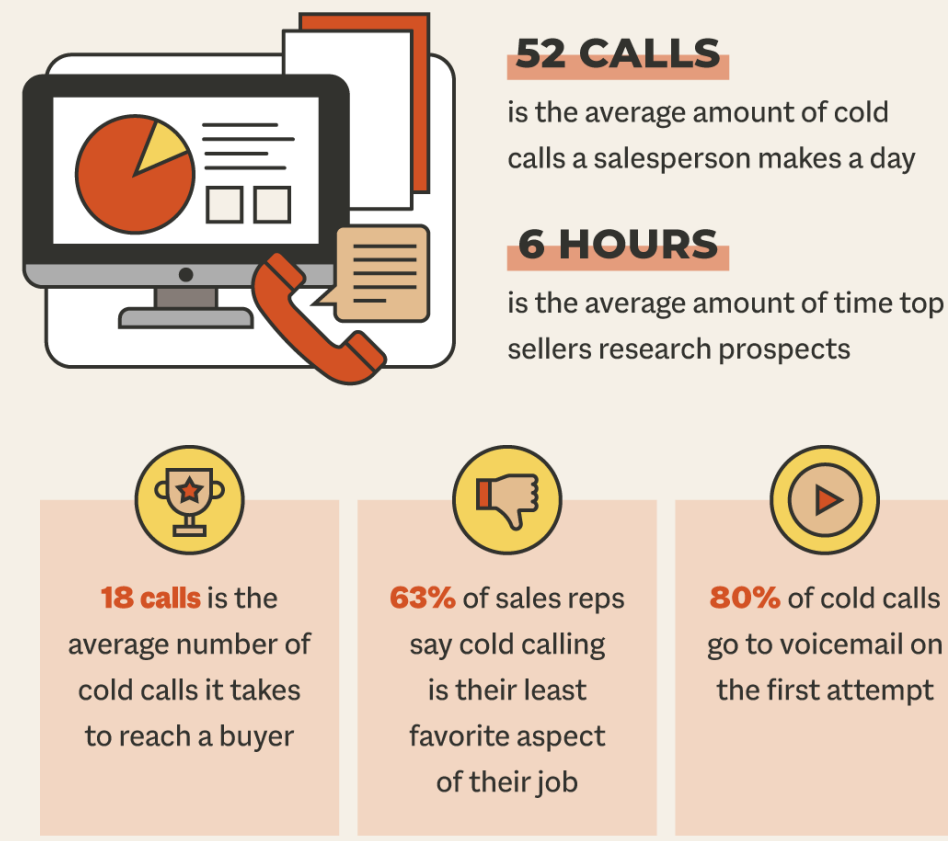 52 CALLS
is the average amount of cold
calls a salesperson makes a day
6 HOURS
is the average amount of time top
sellers research prospects
18 calls is the
average number of
cold calls it takes
to reach a buyer
63% of sales reps
say cold calling
is their least
favorite aspect
of their job
80% of cold calls
go to voicemail on
the first attempt